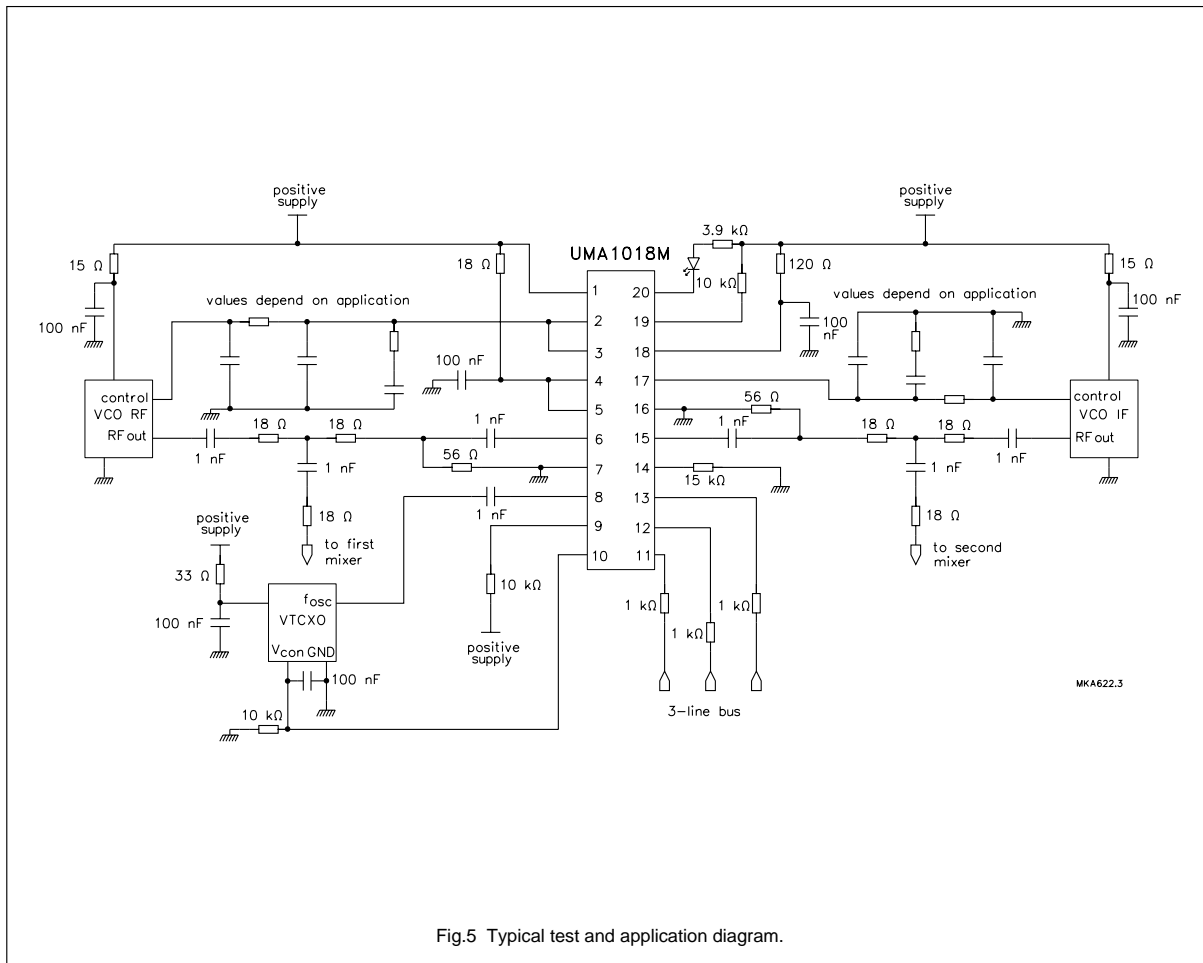 positive
supply
positive
supply
3.9 kΩ
UMA1018M
15 Ω
18 Ω
120 Ω
15 Ω
10 kΩ
values depend on application
values depend on application
100 nF
100
nF
100 nF
100 nF
1
2
3
4
5
6
7
8
9
10
20
19
18
17
16
15
14
13
12
11
control
VCO RF
RFout
control
VCO IF
RFout
1 nF
18 Ω
18 Ω
1 nF
56 Ω
1 nF
56 Ω
1 nF
18 Ω
18 Ω
1 nF
15 kΩ
1 nF
1 nF
18 Ω
to first
mixer
18 Ω
to second
mixer
positive
supply
33 Ω
100 nF
fosc
VTCXO
Vcon GND
100 nF
10 kΩ
10 kΩ
positive
supply
1 kΩ
1 kΩ
1 kΩ
3-line bus
MKA622.3
Fig.5 Typical test and application diagram.